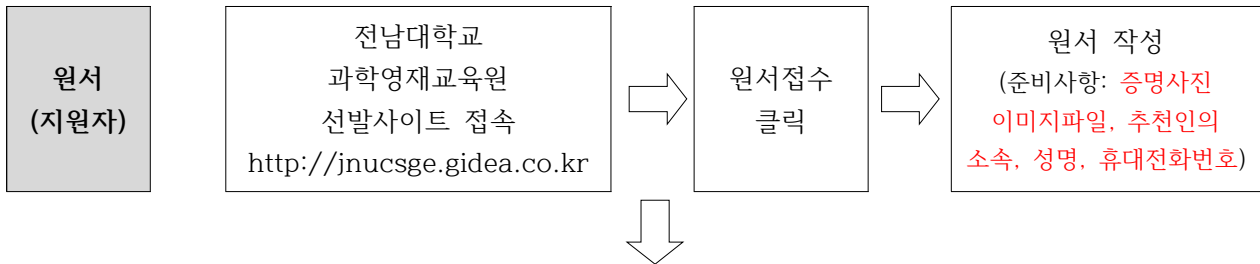 원서
(지원자)
전남대학교
과학영재교육원
선발사이트 접속
http://jnucsge.gidea.co.kr
원서접수
클릭
원서 작성
(준비사항: 증명사진
이미지파일, 추천인의
소속, 성명, 휴대전화번호)